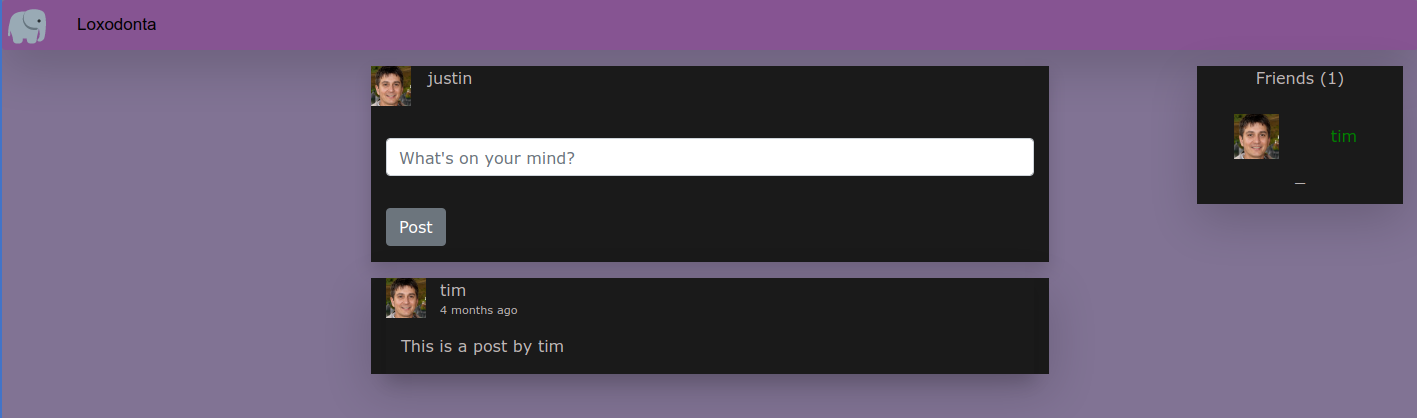 Loxodonta
justin
What's on your mind?
Post
tim
4 months ago
This is a post by tim
Friends (1)
tim
_